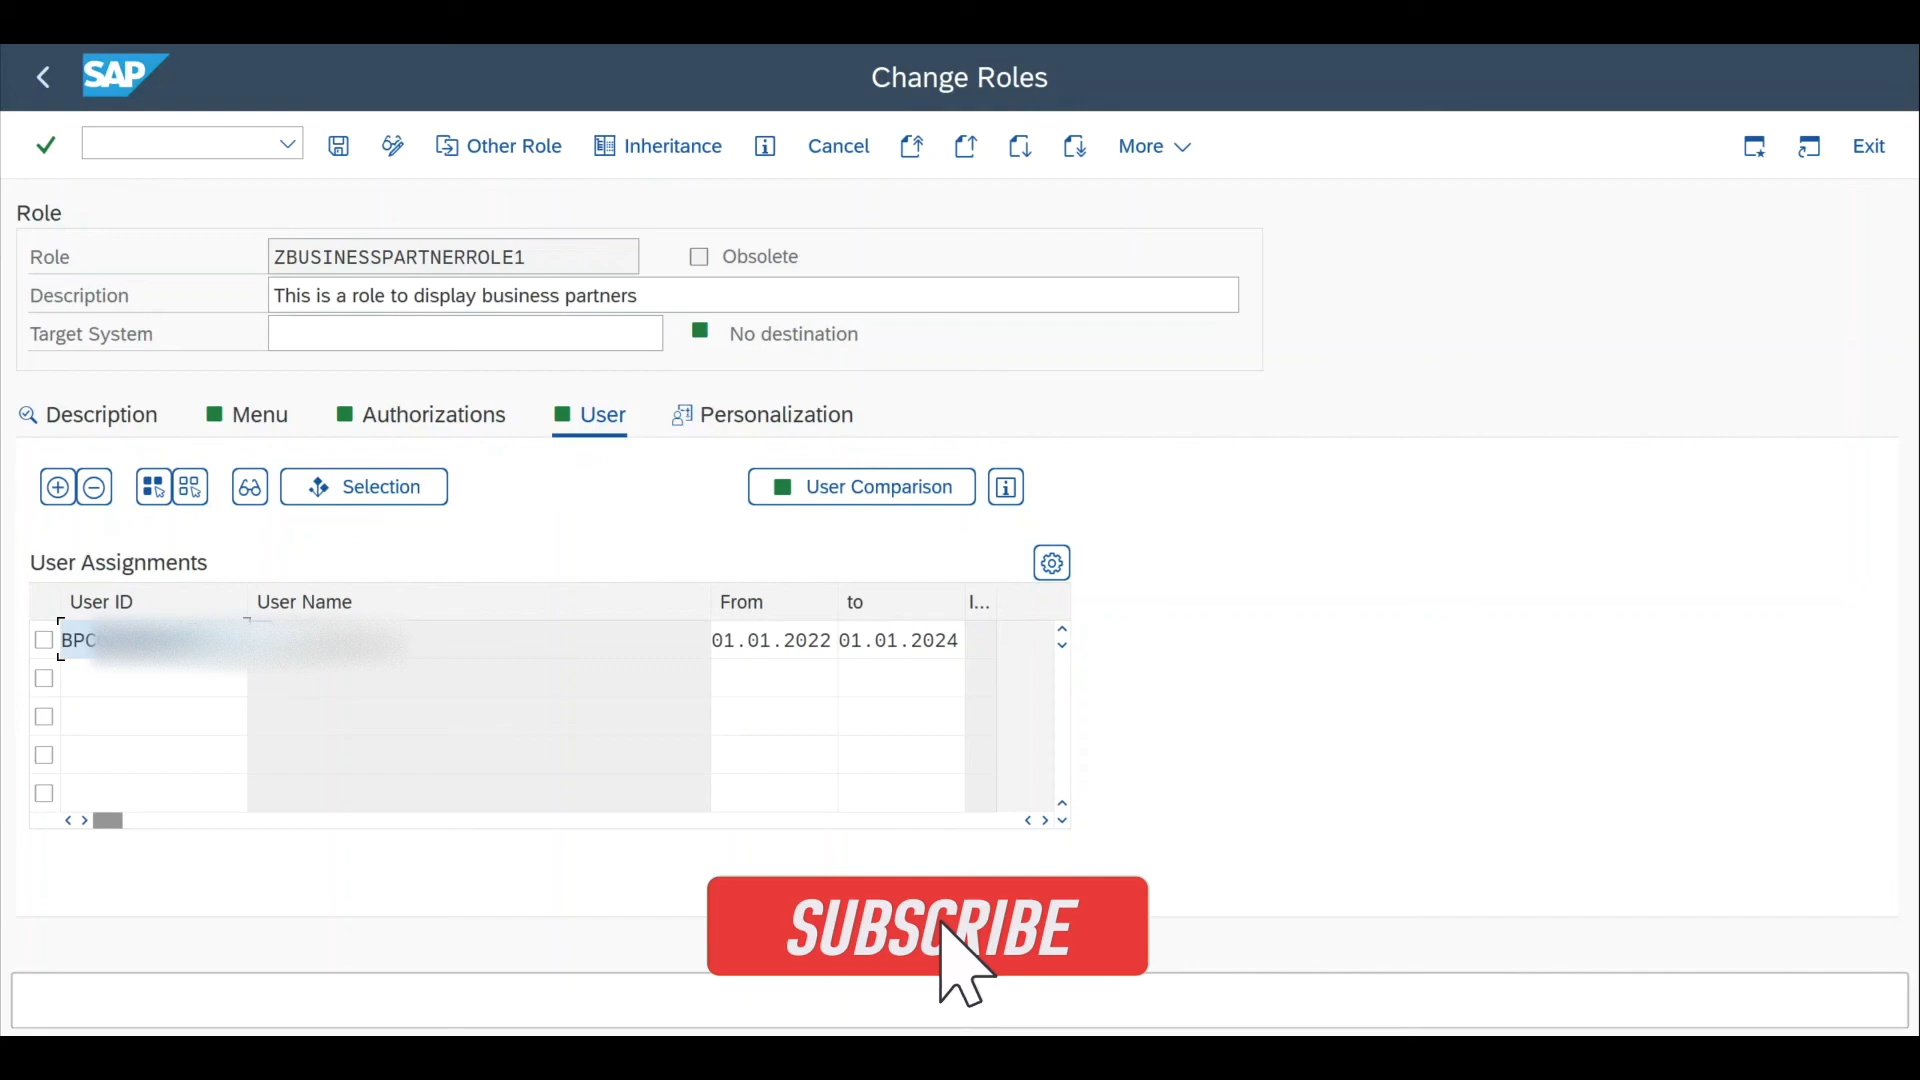 SAP
Change Roles
Other Role Inheritance Cancel More Exit
Role
Role ZBUSINESSPARTNERROLE1 Obsolete
Description This is a role to display business partners
Target System No destination
Description Menu Authorizations User Personalization
Selection User Comparison
User Assignments
User ID User Name From to I...
01.01.2022 01.01.2024
SUBSCRIBE